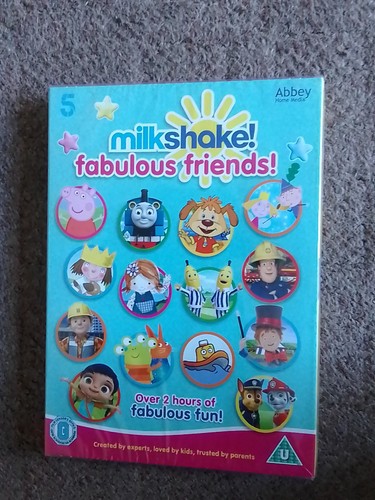 5
Abbey
Home Media
milkshake!
fabulous friends!
Over 2 hours of
fabulous fun!
Created by experts, loved by kids, trusted by parents
U